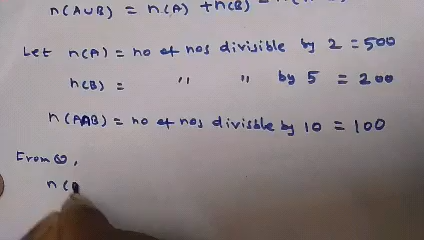 n(A∪B) = n(A) + n(B) -
Let n(A) = no of nos divisible by 2 = 500
n(B) = " " by 5 = 200
n(A∩B) = no of nos divisible by 10 = 100
From ①,
n(